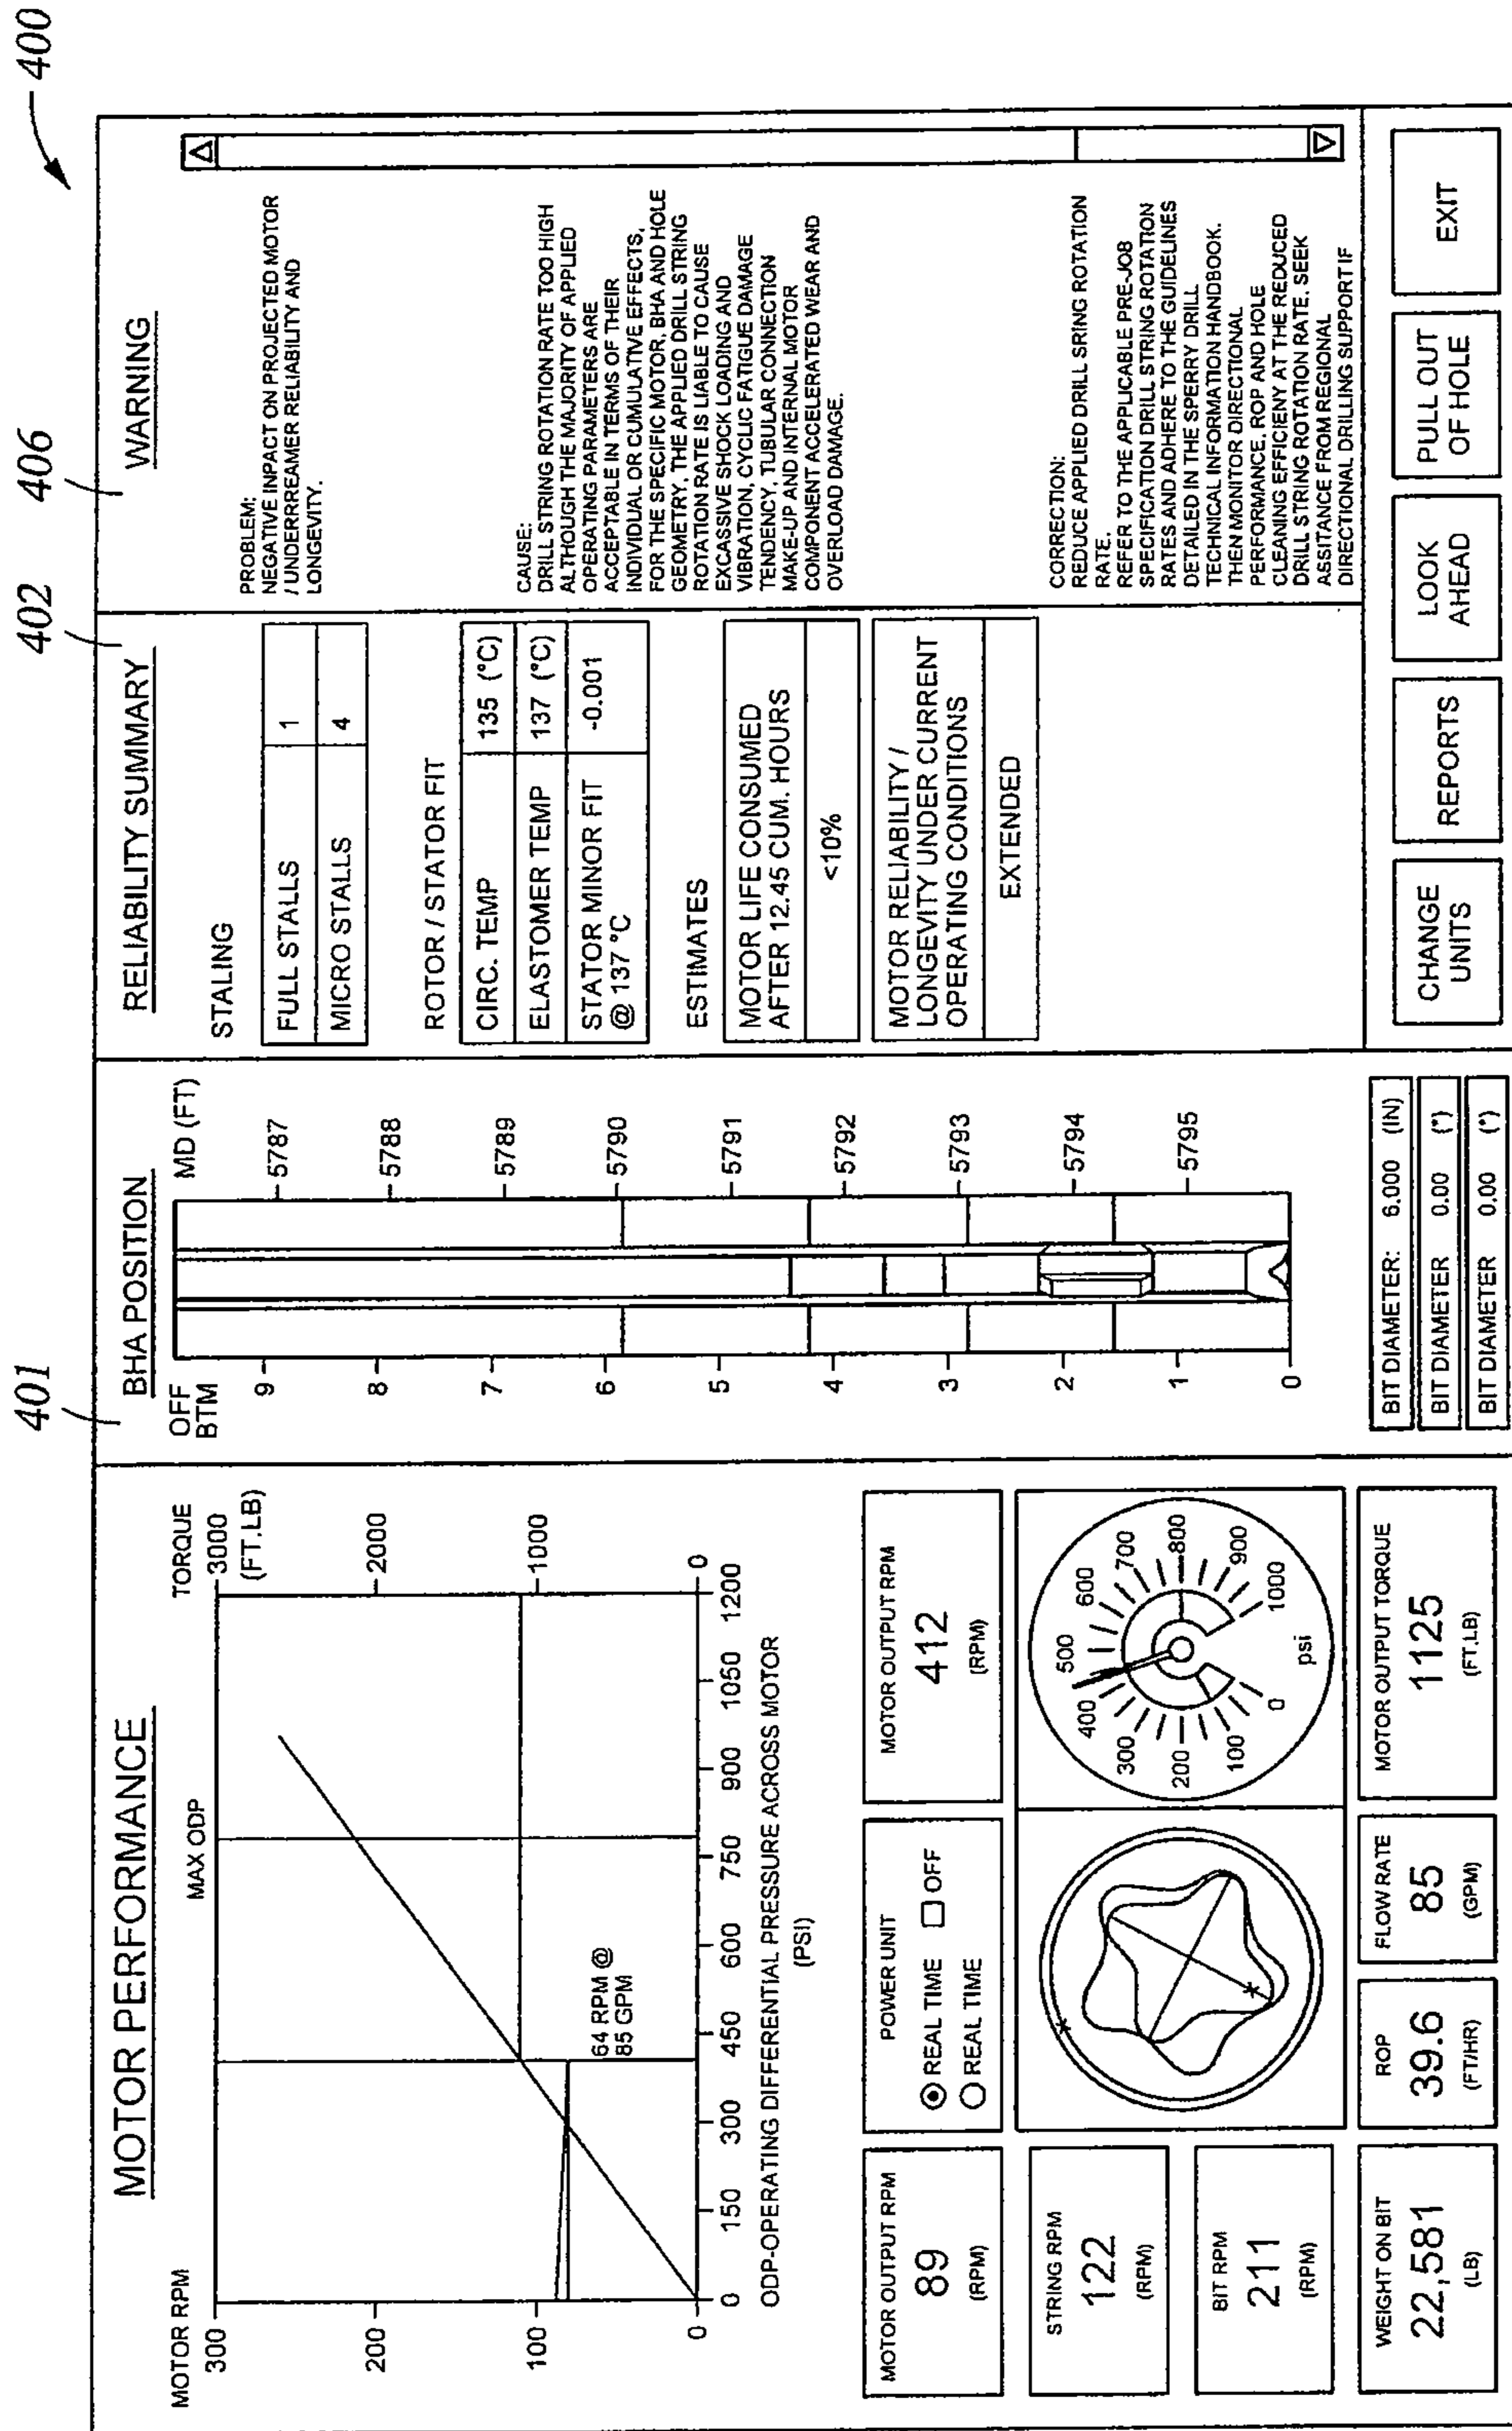 400
401
402
406
MOTOR PERFORMANCE
MOTOR RPM
MAX ODP
TORQUE
300
200
100
0
3000
(FT.LB)
2000
1000
0
64 RPM @
85 GPM
0 150 300 450 600 750 900 1050 1200
ODP-OPERATING DIFFERENTIAL PRESSURE ACROSS MOTOR
(PSI)
MOTOR OUTPUT RPM
89
(RPM)
POWER UNIT
REAL TIME OFF
REAL TIME
MOTOR OUTPUT RPM
412
(RPM)
STRING RPM
122
(RPM)
BIT RPM
211
(RPM)
*
*
0 100 200 300 400 500 600 700 800 900 1000
psi
WEIGHT ON BIT
22,581
(LB)
ROP
39.6
(FT/HR)
FLOW RATE
85
(GPM)
MOTOR OUTPUT TORQUE
1125
(FT.LB)
BHA POSITION
OFF
BTM
MD (FT)
9
8
7
6
5
4
3
2
1
0
5787
5788
5789
5790
5791
5792
5793
5794
5795
BIT DIAMETER: 6.000 (IN)
BIT DIAMETER 0.00 (°)
BIT DIAMETER 0.00 (°)
RELIABILITY SUMMARY
STALING
FULL STALLS 1
MICRO STALLS 4
ROTOR / STATOR FIT
CIRC. TEMP 135 (°C)
ELASTOMER TEMP 137 (°C)
STATOR MINOR FIT
@ 137 °C -0.001
ESTIMATES
MOTOR LIFE CONSUMED
AFTER 12.45 CUM. HOURS
<10%
MOTOR RELIABILITY /
LONGEVITY UNDER CURRENT
OPERATING CONDITIONS
EXTENDED
WARNING
PROBLEM:
NEGATIVE INPACT ON PROJECTED MOTOR
/ UNDERREAMER RELIABILITY AND
LONGEVITY.
CAUSE:
DRILL STRING ROTATION RATE TOO HIGH
ALTHOUGH THE MAJORITY OF APPLIED
OPERATING PARAMETERS ARE
ACCEPTABLE IN TERMS OF THEIR
INDIVIDUAL OR CUMULATIVE EFFECTS,
FOR THE SPECIFIC MOTOR, BHA AND HOLE
GEOMETRY, THE APPLIED DRILL STRING
ROTATION RATE IS LIABLE TO CAUSE
EXCASSIVE SHOCK LOADING AND
VIBRATION, CYCLIC FATIGUE DAMAGE
TENDENCY, TUBULAR CONNECTION
MAKE-UP AND INTERNAL MOTOR
COMPONENT ACCELERATED WEAR AND
OVERLOAD DAMAGE.
CORRECTION:
REDUCE APPLIED DRILL SRING ROTATION
RATE.
REFER TO THE APPLICABLE PRE-JOB
SPECIFICATION DRILL STRING ROTATION
RATES AND ADHERE TO THE GUIDELINES
DETAILED IN THE SPERRY DRILL
TECHNICAL INFORMATION HANDBOOK.
THEN MONITOR DIRECTIONAL
PERFORMANCE, ROP AND HOLE
CLEANING EFFICIENY AT THE REDUCED
DRILL STRING ROTATION RATE. SEEK
ASSITANCE FROM REGIONAL
DIRECTIONAL DRILLING SUPPORT IF
CHANGE
UNITS
REPORTS
LOOK
AHEAD
PULL OUT
OF HOLE
EXIT